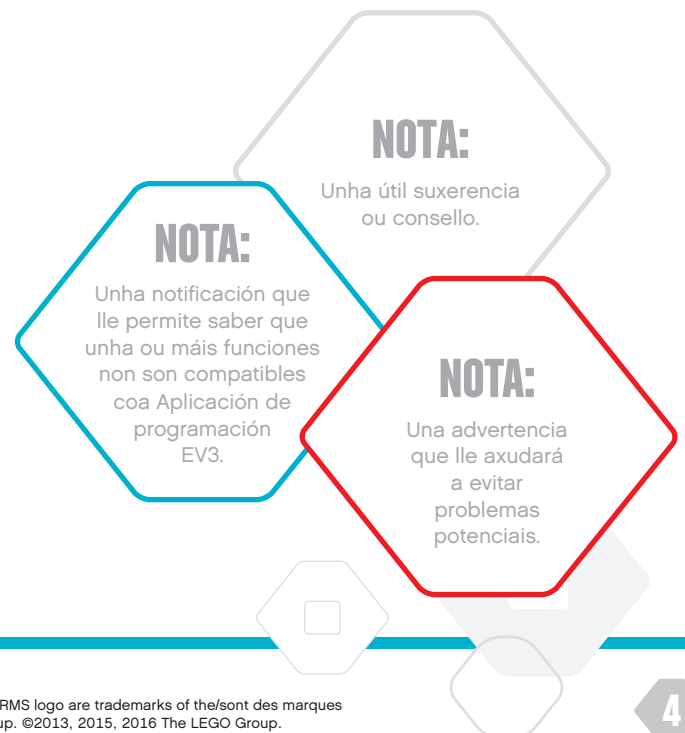 NOTA:
Unha útil suxerencia
ou consello.
NOTA:
Unha notificación que
lle permite saber que
unha ou máis funciones
non son compatibles
coa Aplicación de
programación
EV3.
NOTA:
Una advertencia
que lle axudará
a evitar
problemas
potenciais.
RMS logo are trademarks of the/sont des marques
up. ©2013, 2015, 2016 The LEGO Group.
4